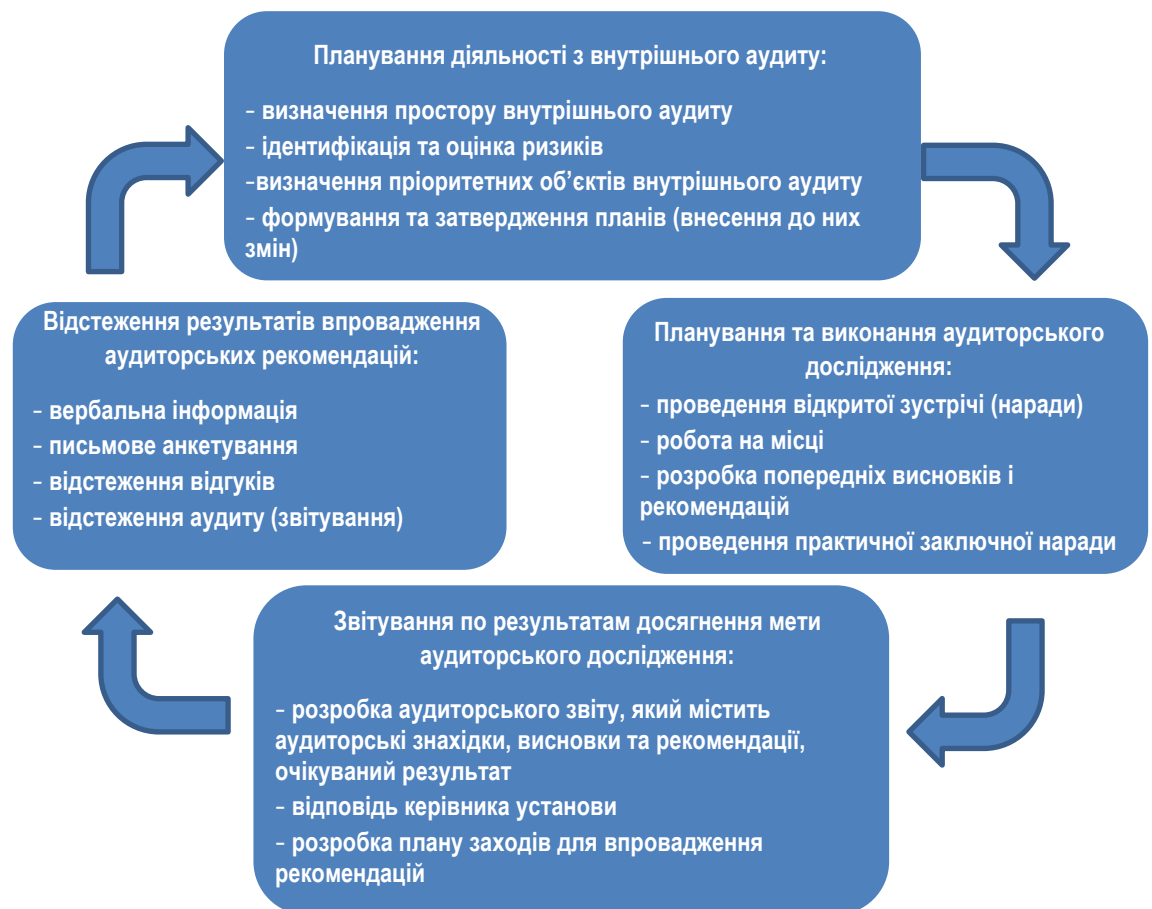 Планування діяльності з внутрішнього аудиту:
– визначення простору внутрішнього аудиту
– ідентифікація та оцінка ризиків
–визначення пріоритетних об’єктів внутрішнього аудиту
– формування та затвердження планів (внесення до них
змін)
Планування та виконання аудиторського
дослідження:
– проведення відкритої зустрічі (наради)
– робота на місці
– розробка попередніх висновків і
рекомендацій
– проведення практичної заключної наради
Звітування по результатам досягнення мети
аудиторського дослідження:
– розробка аудиторського звіту, який містить
аудиторські знахідки, висновки та рекомендації,
очікуваний результат
– відповідь керівника установи
– розробка плану заходів для впровадження
рекомендацій
Відстеження результатів впровадження
аудиторських рекомендацій:
– вербальна інформація
– письмове анкетування
– відстеження відгуків
– відстеження аудиту (звітування)